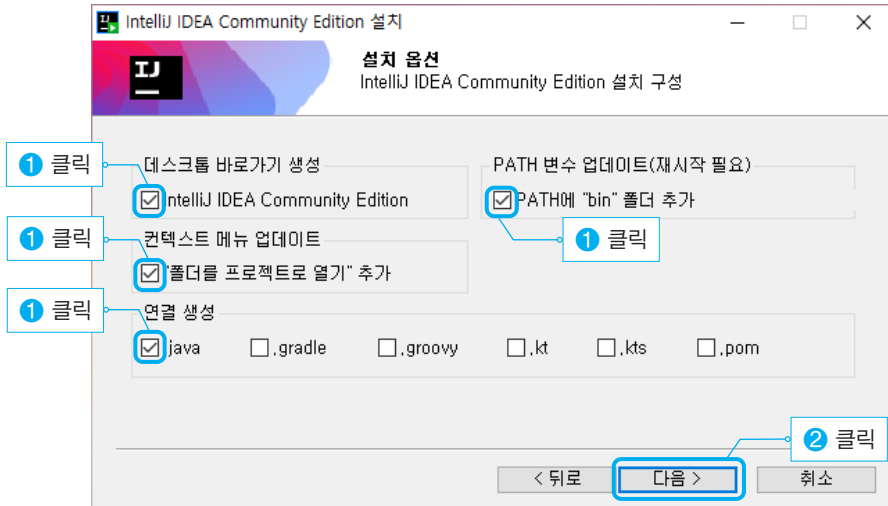 IntelliJ IDEA Community Edition 설치
IJ
설치 옵션
IntelliJ IDEA Community Edition 설치 구성
1 클릭
데스크톱 바로가기 생성
PATH 변수 업데이트(재시작 필요)
IntelliJ IDEA Community Edition
PATH에 "bin" 폴더 추가
1 클릭
컨텍스트 메뉴 업데이트
1 클릭
"폴더를 프로젝트로 열기" 추가
1 클릭
연결 생성
.java .gradle .groovy .kt .kts .pom
2 클릭
< 뒤로 다음 > 취소